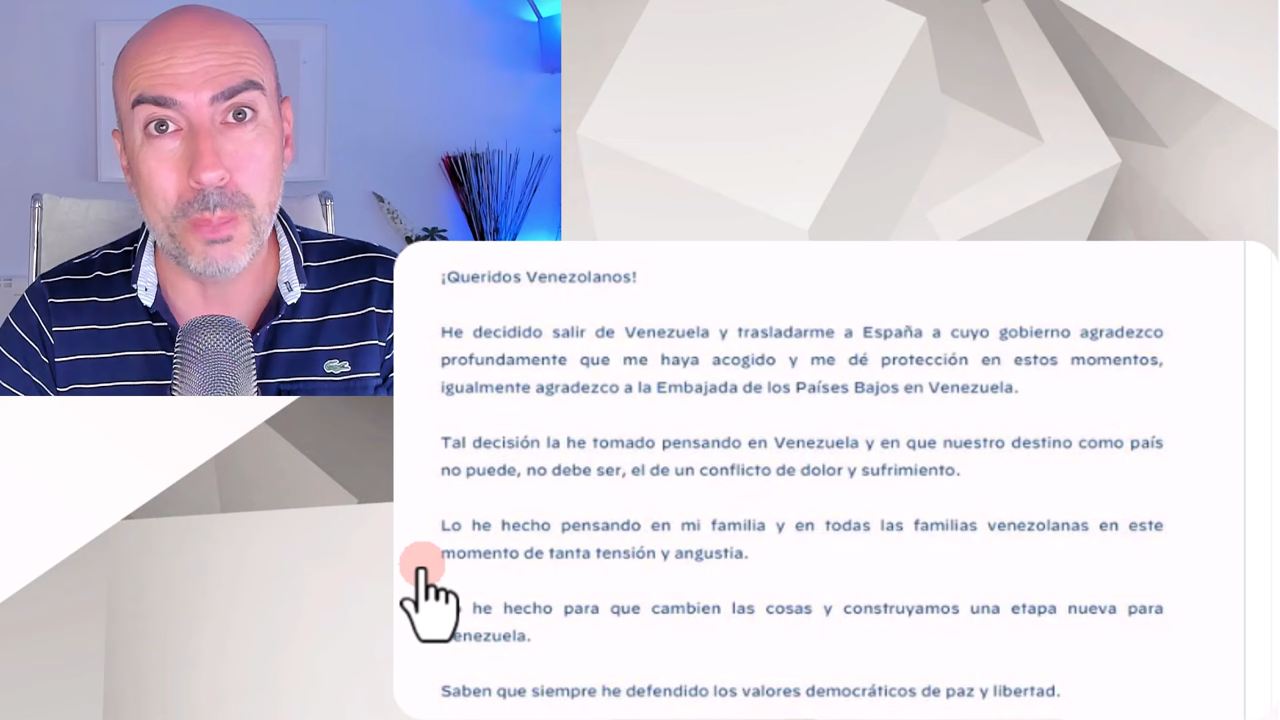 ¡Queridos Venezolanos!
He decidido salir de Venezuela y trasladarme a España a cuyo gobierno agradezco
profundamente que me haya acogido y me dé protección en estos momentos,
igualmente agradezco a la Embajada de los Países Bajos en Venezuela.
Tal decisión la he tomado pensando en Venezuela y en que nuestro destino como país
no puede, no debe ser, el de un conflicto de dolor y sufrimiento.
Lo he hecho pensando en mi familia y en todas las familias venezolanas en este
momento de tanta tensión y angustia.
he hecho para que cambien las cosas y construyamos una etapa nueva para
enezuela.
Saben que siempre he defendido los valores democráticos de paz y libertad.